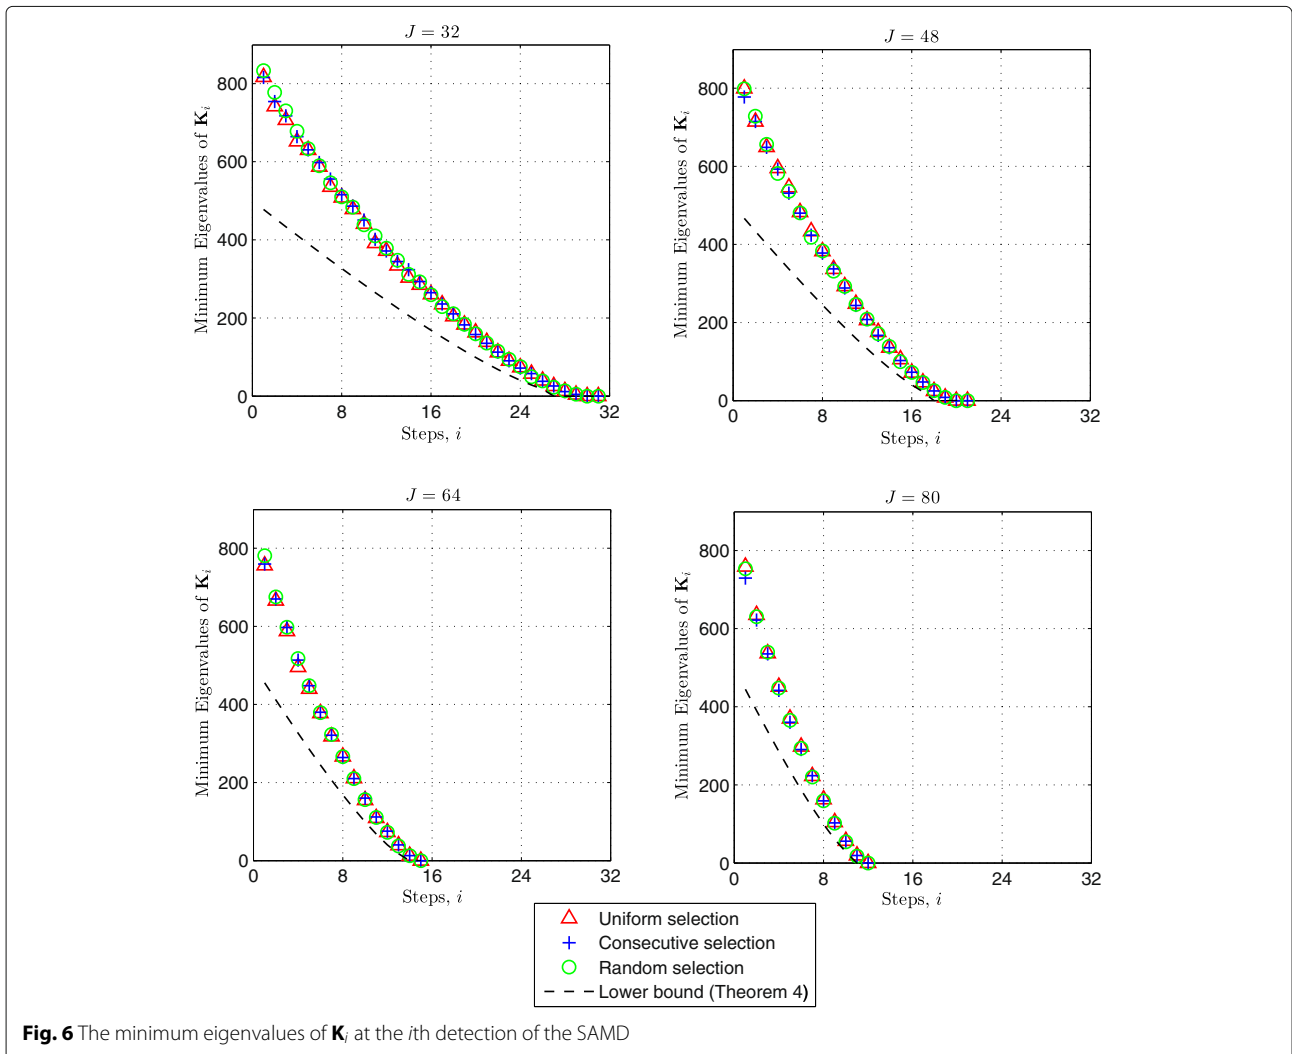 J = 32
Minimum Eigenvalues of K_i
800
600
400
200
0
0 8 16 24 32
Steps, i
J = 48
Minimum Eigenvalues of K_i
800
600
400
200
0
0 8 16 24 32
Steps, i
J = 64
Minimum Eigenvalues of K_i
800
600
400
200
0
0 8 16 24 32
Steps, i
J = 80
Minimum Eigenvalues of K_i
800
600
400
200
0
0 8 16 24 32
Steps, i
Uniform selection
Consecutive selection
Random selection
Lower bound (Theorem 4)
Fig. 6 The minimum eigenvalues of K_i at the ith detection of the SAMD